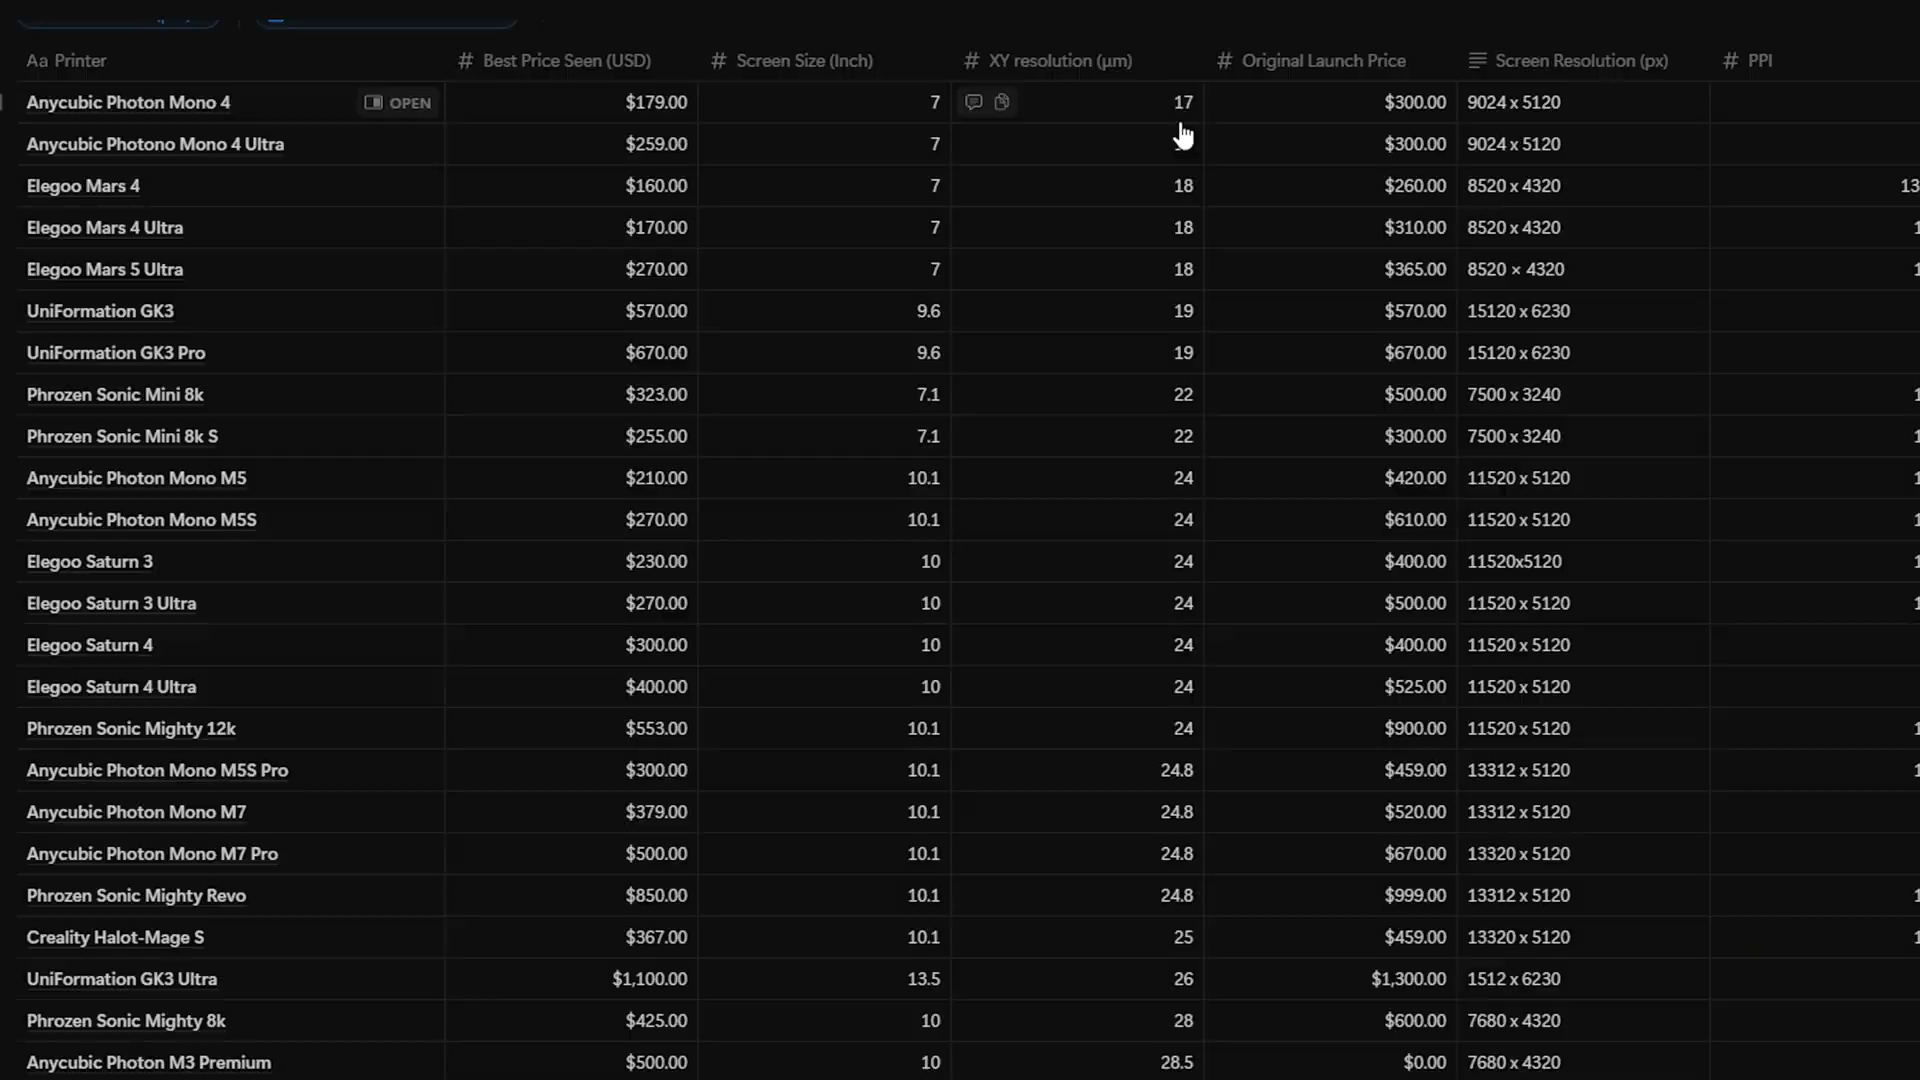 Aa Printer # Best Price Seen (USD) # Screen Size (Inch) # XY resolution (µm) # Original Launch Price Screen Resolution (px) # PPI
Anycubic Photon Mono 4 OPEN $179.00 7 17 $300.00 9024 x 5120
Anycubic Photono Mono 4 Ultra $259.00 7 $300.00 9024 x 5120
Elegoo Mars 4 $160.00 7 18 $260.00 8520 x 4320 13
Elegoo Mars 4 Ultra $170.00 7 18 $310.00 8520 x 4320 1
Elegoo Mars 5 Ultra $270.00 7 18 $365.00 8520 × 4320 1
UniFormation GK3 $570.00 9.6 19 $570.00 15120 x 6230
UniFormation GK3 Pro $670.00 9.6 19 $670.00 15120 x 6230
Phrozen Sonic Mini 8k $323.00 7.1 22 $500.00 7500 x 3240 1
Phrozen Sonic Mini 8k S $255.00 7.1 22 $300.00 7500 x 3240 1
Anycubic Photon Mono M5 $210.00 10.1 24 $420.00 11520 x 5120 1
Anycubic Photon Mono M5S $270.00 10.1 24 $610.00 11520 x 5120 1
Elegoo Saturn 3 $230.00 10 24 $400.00 11520x5120 1
Elegoo Saturn 3 Ultra $270.00 10 24 $500.00 11520 x 5120 1
Elegoo Saturn 4 $300.00 10 24 $400.00 11520 x 5120
Elegoo Saturn 4 Ultra $400.00 10 24 $525.00 11520 x 5120
Phrozen Sonic Mighty 12k $553.00 10.1 24 $900.00 11520 x 5120 1
Anycubic Photon Mono M5S Pro $300.00 10.1 24.8 $459.00 13312 x 5120 1
Anycubic Photon Mono M7 $379.00 10.1 24.8 $520.00 13312 x 5120
Anycubic Photon Mono M7 Pro $500.00 10.1 24.8 $670.00 13320 x 5120
Phrozen Sonic Mighty Revo $850.00 10.1 24.8 $999.00 13312 x 5120 1
Creality Halot-Mage S $367.00 10.1 25 $459.00 13320 x 5120 1
UniFormation GK3 Ultra $1,100.00 13.5 26 $1,300.00 1512 x 6230
Phrozen Sonic Mighty 8k $425.00 10 28 $600.00 7680 x 4320
Anycubic Photon M3 Premium $500.00 10 28.5 $0.00 7680 x 4320